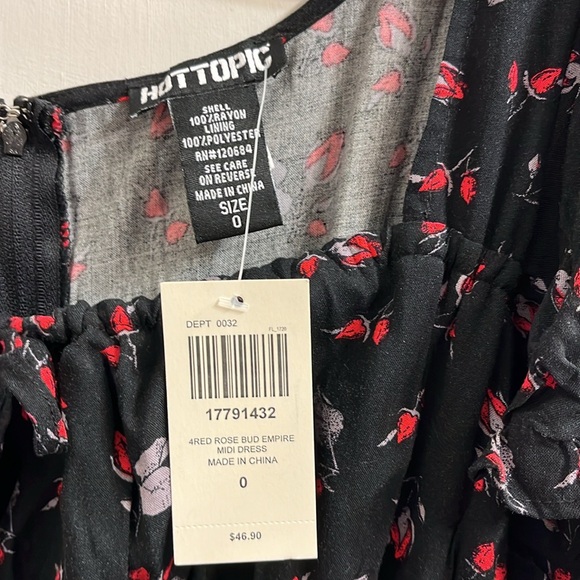 HOTTOPIC
SHELL
100%RAYON
LINING
100%POLYESTER
RN#120684
SEE CARE
ON REVERSE
MADE IN CHINA
SIZE
0
DEPT 0032
FL_1720
17791432
4RED ROSE BUD EMPIRE
MIDI DRESS
MADE IN CHINA
0
$46.90